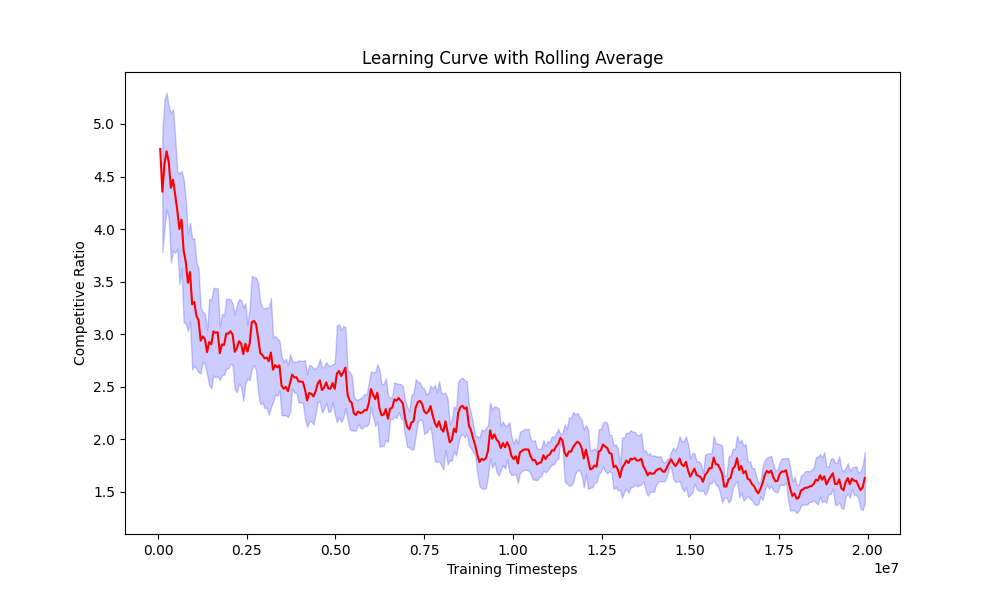 Learning Curve with Rolling Average
Competitive Ratio
5.0
4.5
4.0
3.5
3.0
2.5
2.0
1.5
0.00 0.25 0.50 0.75 1.00 1.25 1.50 1.75 2.00
1e7
Training Timesteps